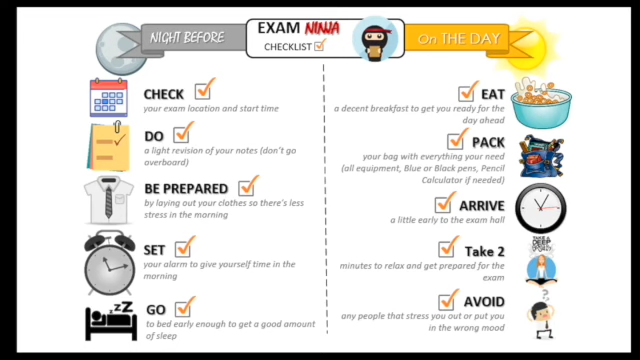 NIGHT BEFORE
EXAM NINJA
CHECKLIST
On THE DAY
CHECK
your exam location and start time
DO
a light revision of your notes (don't go
overboard)
BE PREPARED
by laying out your clothes so there's less
stress in the morning
SET
your alarm to give yourself time in the
morning
GO
to bed early enough to get a good amount
of sleep
EAT
a decent breakfast to get you ready for the
day ahead
PACK
your bag with everything your need
(all equipment, Blue or Black pens, Pencil
Calculator if needed)
ARRIVE
a little early to the exam hall
Take 2
minutes to relax and get prepared for the
exam
TAKE A
DEEP
AVOID
any people that stress you out or put you
in the wrong mood
zZZ
?